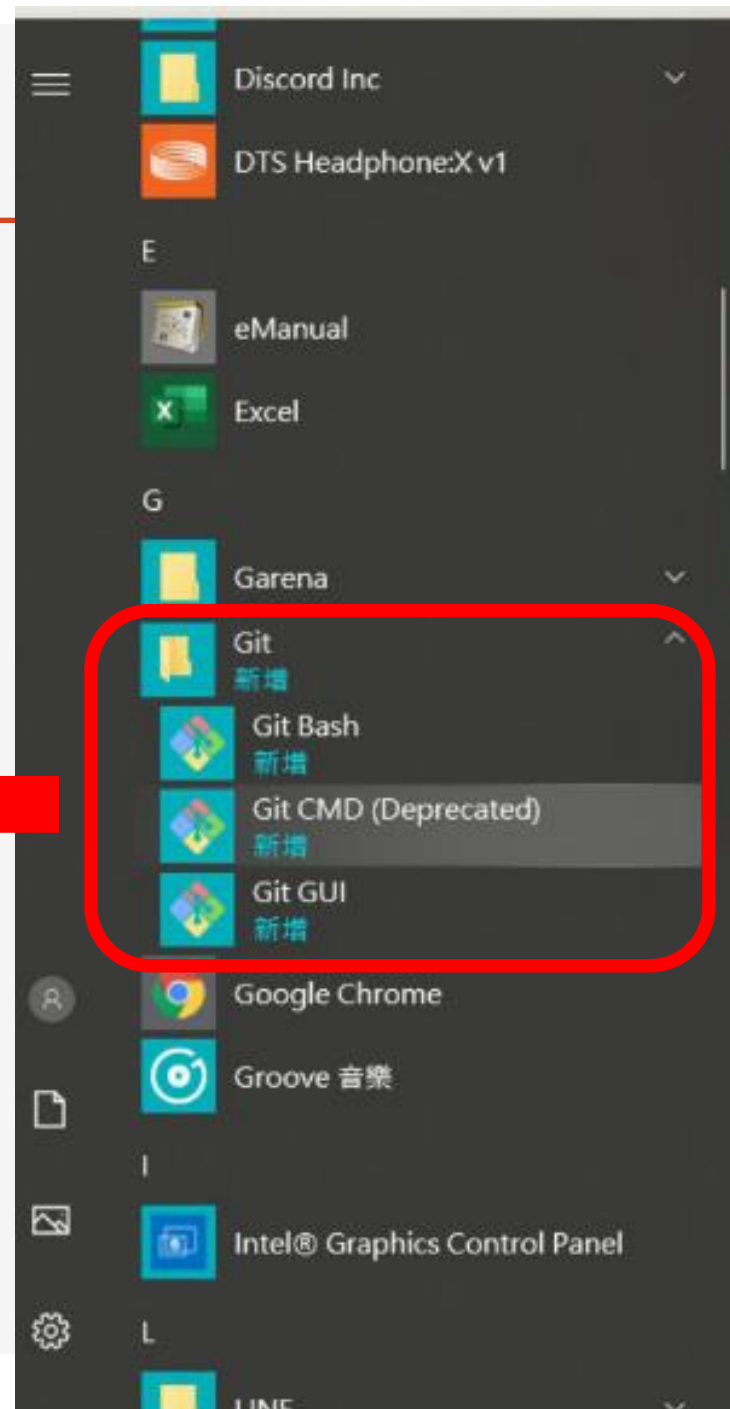 Discord Inc
DTS Headphone:X v1
E
eManual
Excel
G
Garena
Git
新增
Git Bash
新增
Git CMD (Deprecated)
新增
Git GUI
新增
Google Chrome
Groove 音樂
I
Intel® Graphics Control Panel
L
LINE